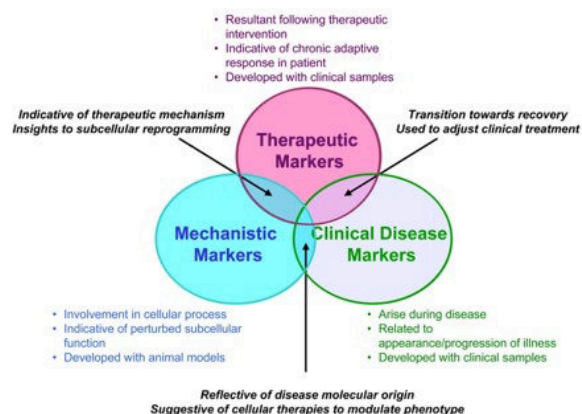 • Resultant following therapeutic
intervention
• Indicative of chronic adaptive
response in patient
• Developed with clinical samples
Indicative of therapeutic mechanism
Insights to subcellular reprogramming
Transition towards recovery
Used to adjust clinical treatment
Therapeutic
Markers
Mechanistic
Markers
Clinical Disease
Markers
• Involvement in cellular process
• Indicative of perturbed subcellular
function
• Developed with animal models
• Arise during disease
• Related to
appearance/progression of illness
• Developed with clinical samples
Reflective of disease molecular origin
Suggestive of cellular therapies to modulate phenotype